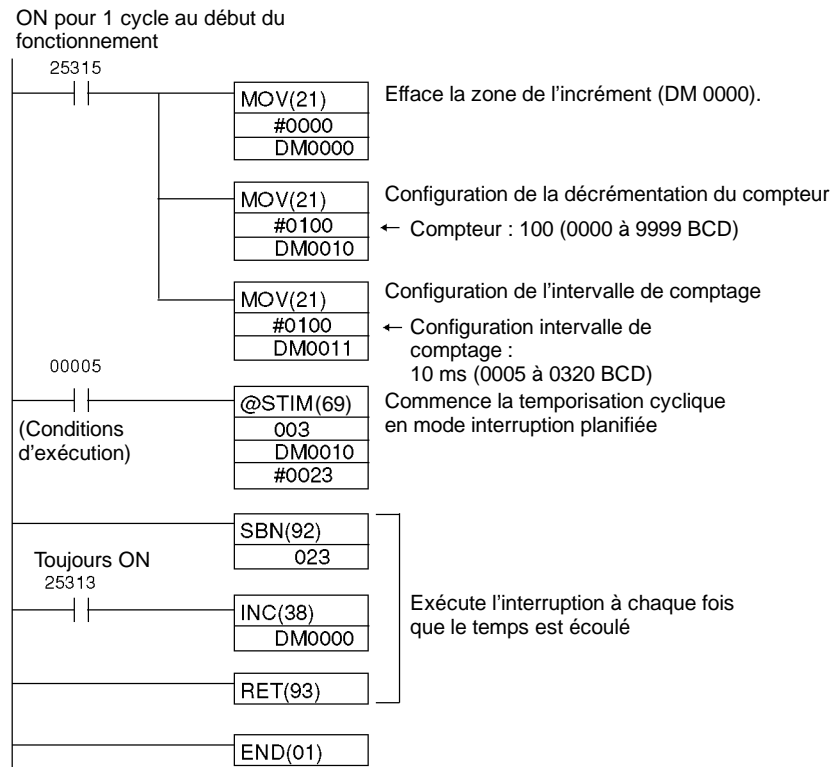 ON pour 1 cycle au début du
fonctionnement
25315
MOV(21)
#0000
DM0000
Efface la zone de l'incrément (DM 0000).
MOV(21)
#0100
DM0010
Configuration de la décrémentation du compteur
← Compteur : 100 (0000 à 9999 BCD)
MOV(21)
#0100
DM0011
Configuration de l'intervalle de comptage
← Configuration intervalle de
comptage :
10 ms (0005 à 0320 BCD)
00005
(Conditions
d'exécution)
@STIM(69)
003
DM0010
#0023
Commence la temporisation cyclique
en mode interruption planifiée
SBN(92)
023
Toujours ON
25313
INC(38)
DM0000
Exécute l'interruption à chaque fois
que le temps est écoulé
RET(93)
END(01)